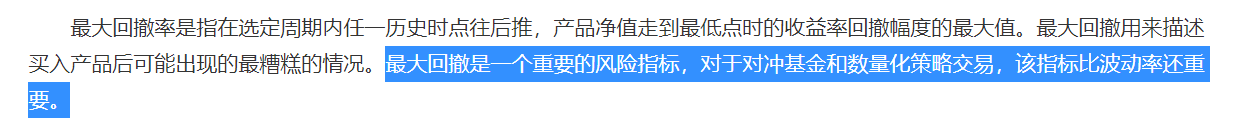 最大回撤率是指在选定周期内任一历史时点往后推，产品净值走到最低点时的收益率回撤幅度的最大值。最大回撤用来描述
买入产品后可能出现的最糟糕的情况。最大回撤是一个重要的风险指标，对于对冲基金和数量化策略交易，该指标比波动率还重
要。